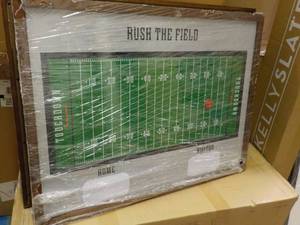 RUSH THE FIELD
TOUCHDOWN
TOUCHDOWN
HOME
VISITOR
KELLY SLAT